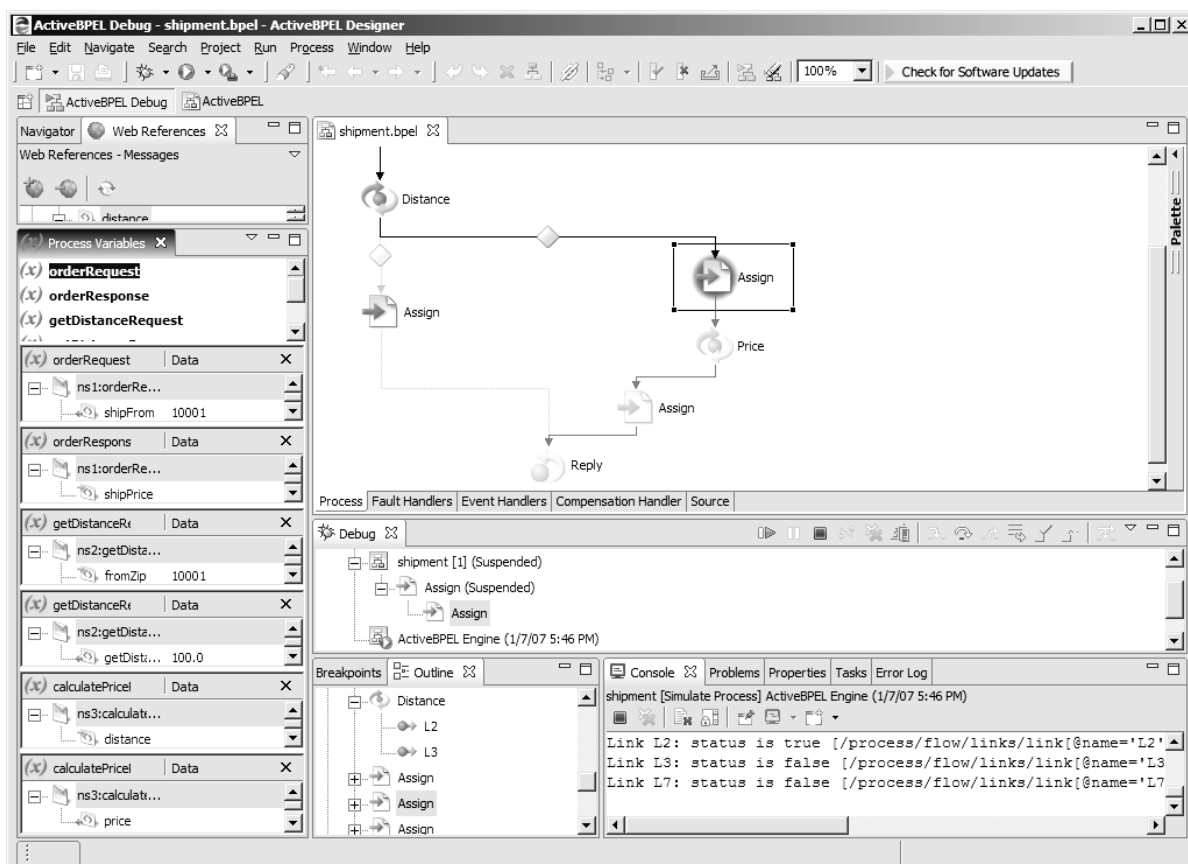 ActiveBPEL Debug - shipment.bpel - ActiveBPEL Designer
File Edit Navigate Search Project Run Process Window Help
100% Check for Software Updates
ActiveBPEL Debug ActiveBPEL
Navigator Web References
Web References - Messages
distance
Process Variables
(x) orderRequest
(x) orderResponse
(x) getDistanceRequest
(x) orderRequest Data
ns1:orderRe...
shipFrom 10001
(x) orderRespons Data
ns1:orderRe...
shipPrice
(x) getDistanceRe Data
ns2:getDista...
fromZip 10001
(x) getDistanceRe Data
ns2:getDista...
getDista... 100.0
(x) calculatePriceI Data
ns3:calculate...
distance
(x) calculatePriceI Data
ns3:calculate...
price
shipment.bpel
Distance
Assign
Assign
Price
Assign
Reply
Palette
Process Fault Handlers Event Handlers Compensation Handler Source
Debug
shipment [1] (Suspended)
Assign (Suspended)
Assign
ActiveBPEL Engine (1/7/07 5:46 PM)
Breakpoints Outline
Distance
L2
L3
Assign
Assign
Assign
Console Problems Properties Tasks Error Log
shipment [Simulate Process] ActiveBPEL Engine (1/7/07 5:46 PM)
Link L2: status is true [/process/flow/links/link[@name='L2'
Link L3: status is false [/process/flow/links/link[@name='L3
Link L7: status is false [/process/flow/links/link[@name='L7